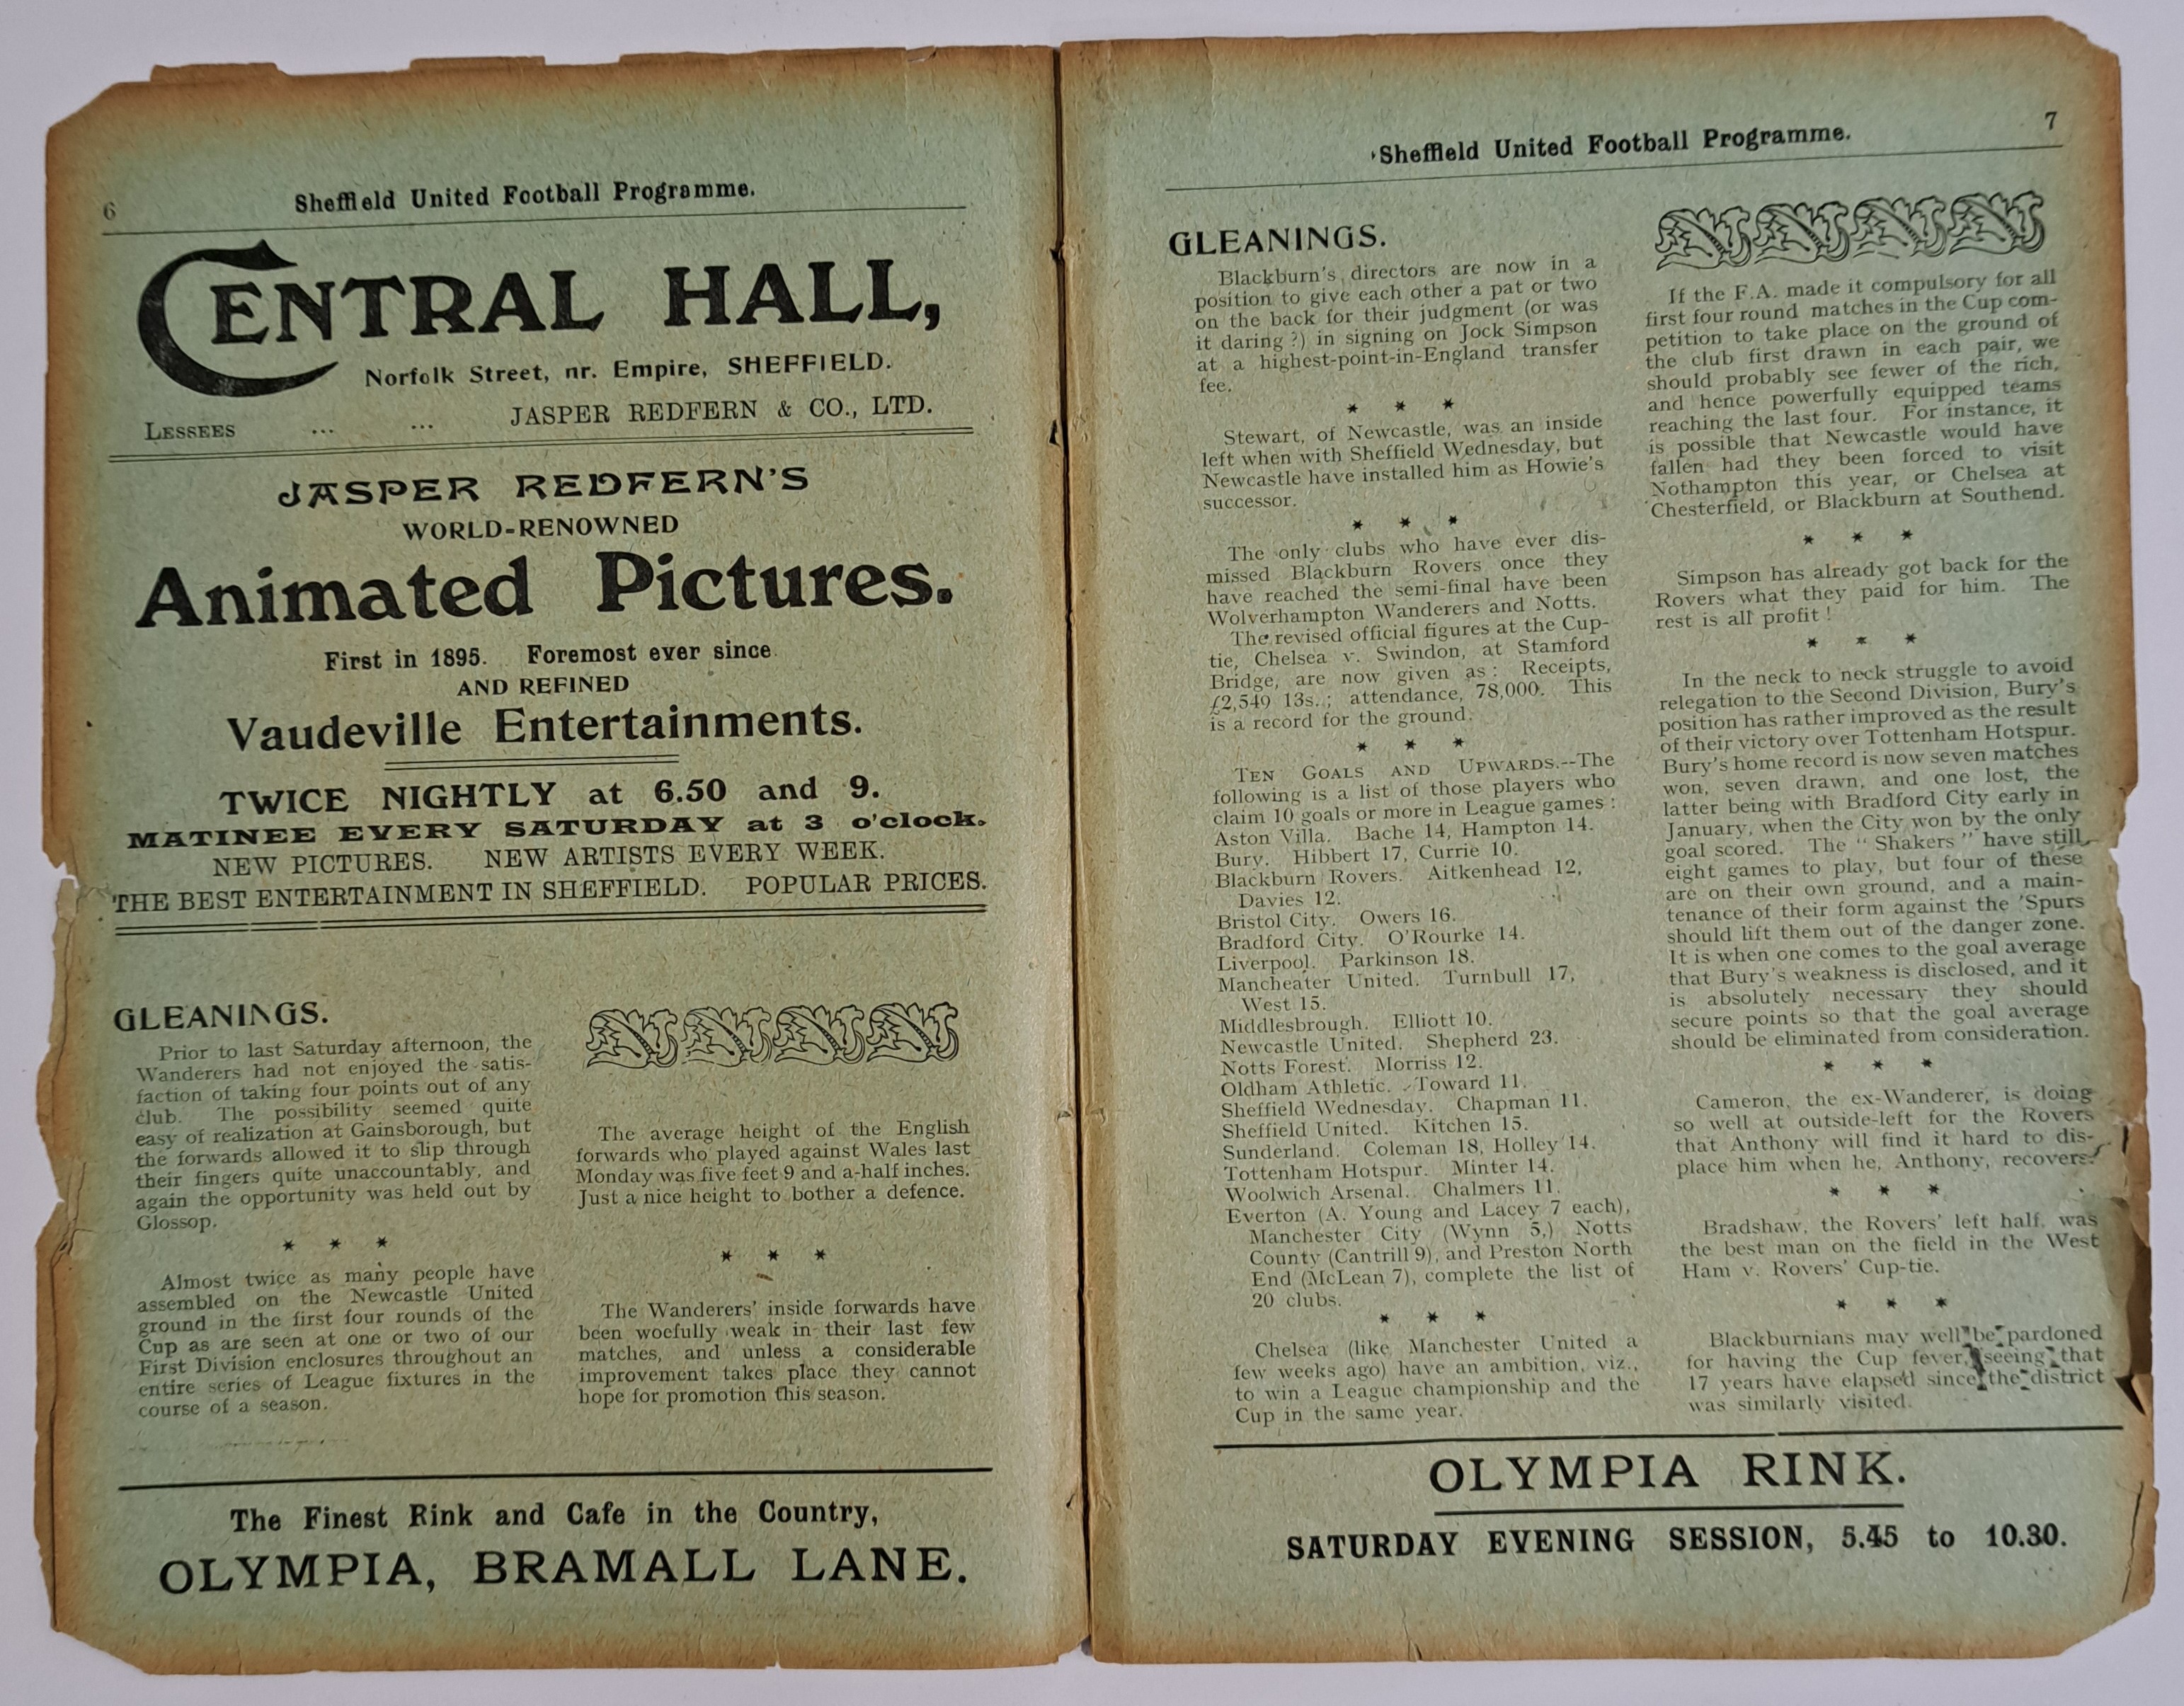 6
Sheffield United Football Programme.
CENTRAL HALL,
Norfolk Street, nr. Empire, SHEFFIELD.
LESSEES ... ... JASPER REDFERN & CO., LTD.
JASPER REDFERN'S
WORLD-RENOWNED
Animated Pictures.
First in 1895. Foremost ever since
AND REFINED
Vaudeville Entertainments.
TWICE NIGHTLY at 6.50 and 9.
MATINEE EVERY SATURDAY at 3 o'clock.
NEW PICTURES. NEW ARTISTS EVERY WEEK.
THE BEST ENTERTAINMENT IN SHEFFIELD. POPULAR PRICES.
GLEANINGS.
Prior to last Saturday afternoon, the
Wanderers had not enjoyed the satis-
faction of taking four points out of any
club. The possibility seemed quite
easy of realization at Gainsborough, but
the forwards allowed it to slip through
their fingers quite unaccountably, and
again the opportunity was held out by
Glossop.
* * *
Almost twice as many people have
assembled on the Newcastle United
ground in the first four rounds of the
Cup as are seen at one or two of our
First Division enclosures throughout an
entire series of League fixtures in the
course of a season.
The average height of the English
forwards who played against Wales last
Monday was five feet 9 and a-half inches.
Just a nice height to bother a defence.
* * *
The Wanderers' inside forwards have
been woefully weak in their last few
matches, and unless a considerable
improvement takes place they cannot
hope for promotion this season.
The Finest Rink and Cafe in the Country,
OLYMPIA, BRAMALL LANE.
7
Sheffield United Football Programme.
GLEANINGS.
Blackburn's directors are now in a
position to give each other a pat or two
on the back for their judgment (or was
it daring ?) in signing on Jock Simpson
at a highest-point-in-England transfer
fee.
* * *
Stewart, of Newcastle, was an inside
left when with Sheffield Wednesday, but
Newcastle have installed him as Howie's
successor.
* * *
The only clubs who have ever dis-
missed Blackburn Rovers once they
have reached the semi-final have been
Wolverhampton Wanderers and Notts.
The revised official figures at the Cup-
tie, Chelsea v. Swindon, at Stamford
Bridge, are now given as: Receipts,
£2,549 13s.; attendance, 78,000. This
is a record for the ground.
* * *
TEN GOALS AND UPWARDS.--The
following is a list of those players who
claim 10 goals or more in League games :
Aston Villa. Bache 14, Hampton 14.
Bury. Hibbert 17, Currie 10.
Blackburn Rovers. Aitkenhead 12,
Davies 12.
Bristol City. Owers 16.
Bradford City. O'Rourke 14.
Liverpool. Parkinson 18.
Mancheater United. Turnbull 17,
West 15.
Middlesbrough. Elliott 10.
Newcastle United. Shepherd 23.
Notts Forest. Morriss 12.
Oldham Athletic. Toward 11.
Sheffield Wednesday. Chapman 11.
Sheffield United. Kitchen 15.
Sunderland. Coleman 18, Holley 14.
Tottenham Hotspur. Minter 14.
Woolwich Arsenal. Chalmers 11.
Everton (A. Young and Lacey 7 each),
Manchester City (Wynn 5,) Notts
County (Cantrill 9), and Preston North
End (McLean 7), complete the list of
20 clubs.
* * *
Chelsea (like Manchester United a
few weeks ago) have an ambition, viz.,
to win a League championship and the
Cup in the same year.
If the F.A. made it compulsory for all
first four round matches in the Cup com-
petition to take place on the ground of
the club first drawn in each pair, we
should probably see fewer of the rich,
and hence powerfully equipped teams
reaching the last four. For instance, it
is possible that Newcastle would have
fallen had they been forced to visit
Nothampton this year, or Chelsea at
Chesterfield, or Blackburn at Southend.
* * *
Simpson has already got back for the
Rovers what they paid for him. The
rest is all profit !
* * *
In the neck to neck struggle to avoid
relegation to the Second Division, Bury's
position has rather improved as the result
of their victory over Tottenham Hotspur.
Bury's home record is now seven matches
won, seven drawn, and one lost, the
latter being with Bradford City early in
January, when the City won by the only
goal scored. The "Shakers" have still
eight games to play, but four of these
are on their own ground, and a main-
tenance of their form against the 'Spurs
should lift them out of the danger zone.
It is when one comes to the goal average
that Bury's weakness is disclosed, and it
is absolutely necessary they should
secure points so that the goal average
should be eliminated from consideration.
* * *
Cameron, the ex-Wanderer, is doing
so well at outside-left for the Rovers
that Anthony will find it hard to dis-
place him when he, Anthony, recovers.
* * *
Bradshaw, the Rovers' left half, was
the best man on the field in the West
Ham v. Rovers' Cup-tie.
* * *
Blackburnians may well be pardoned
for having the Cup fever, seeing that
17 years have elapsed since the district
was similarly visited.
OLYMPIA RINK.
SATURDAY EVENING SESSION, 5.45 to 10.30.